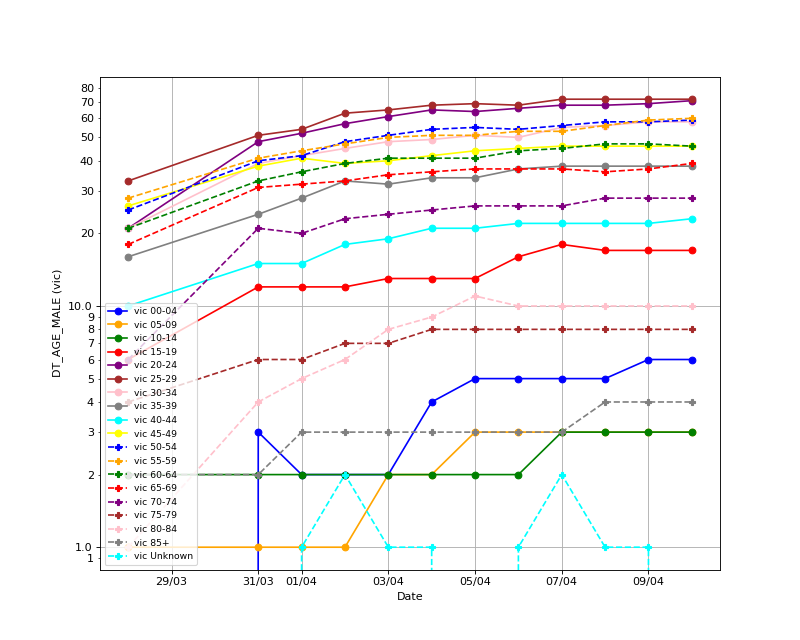 80
70
60
50
40
30
20
10.0
9
8
7
6
5
4
3
2
1.0
1
DT_AGE_MALE (vic)
vic 00-04
vic 05-09
vic 10-14
vic 15-19
vic 20-24
vic 25-29
vic 30-34
vic 35-39
vic 40-44
vic 45-49
vic 50-54
vic 55-59
vic 60-64
vic 65-69
vic 70-74
vic 75-79
vic 80-84
vic 85+
vic Unknown
29/03 31/03 01/04 03/04 05/04 07/04 09/04
Date